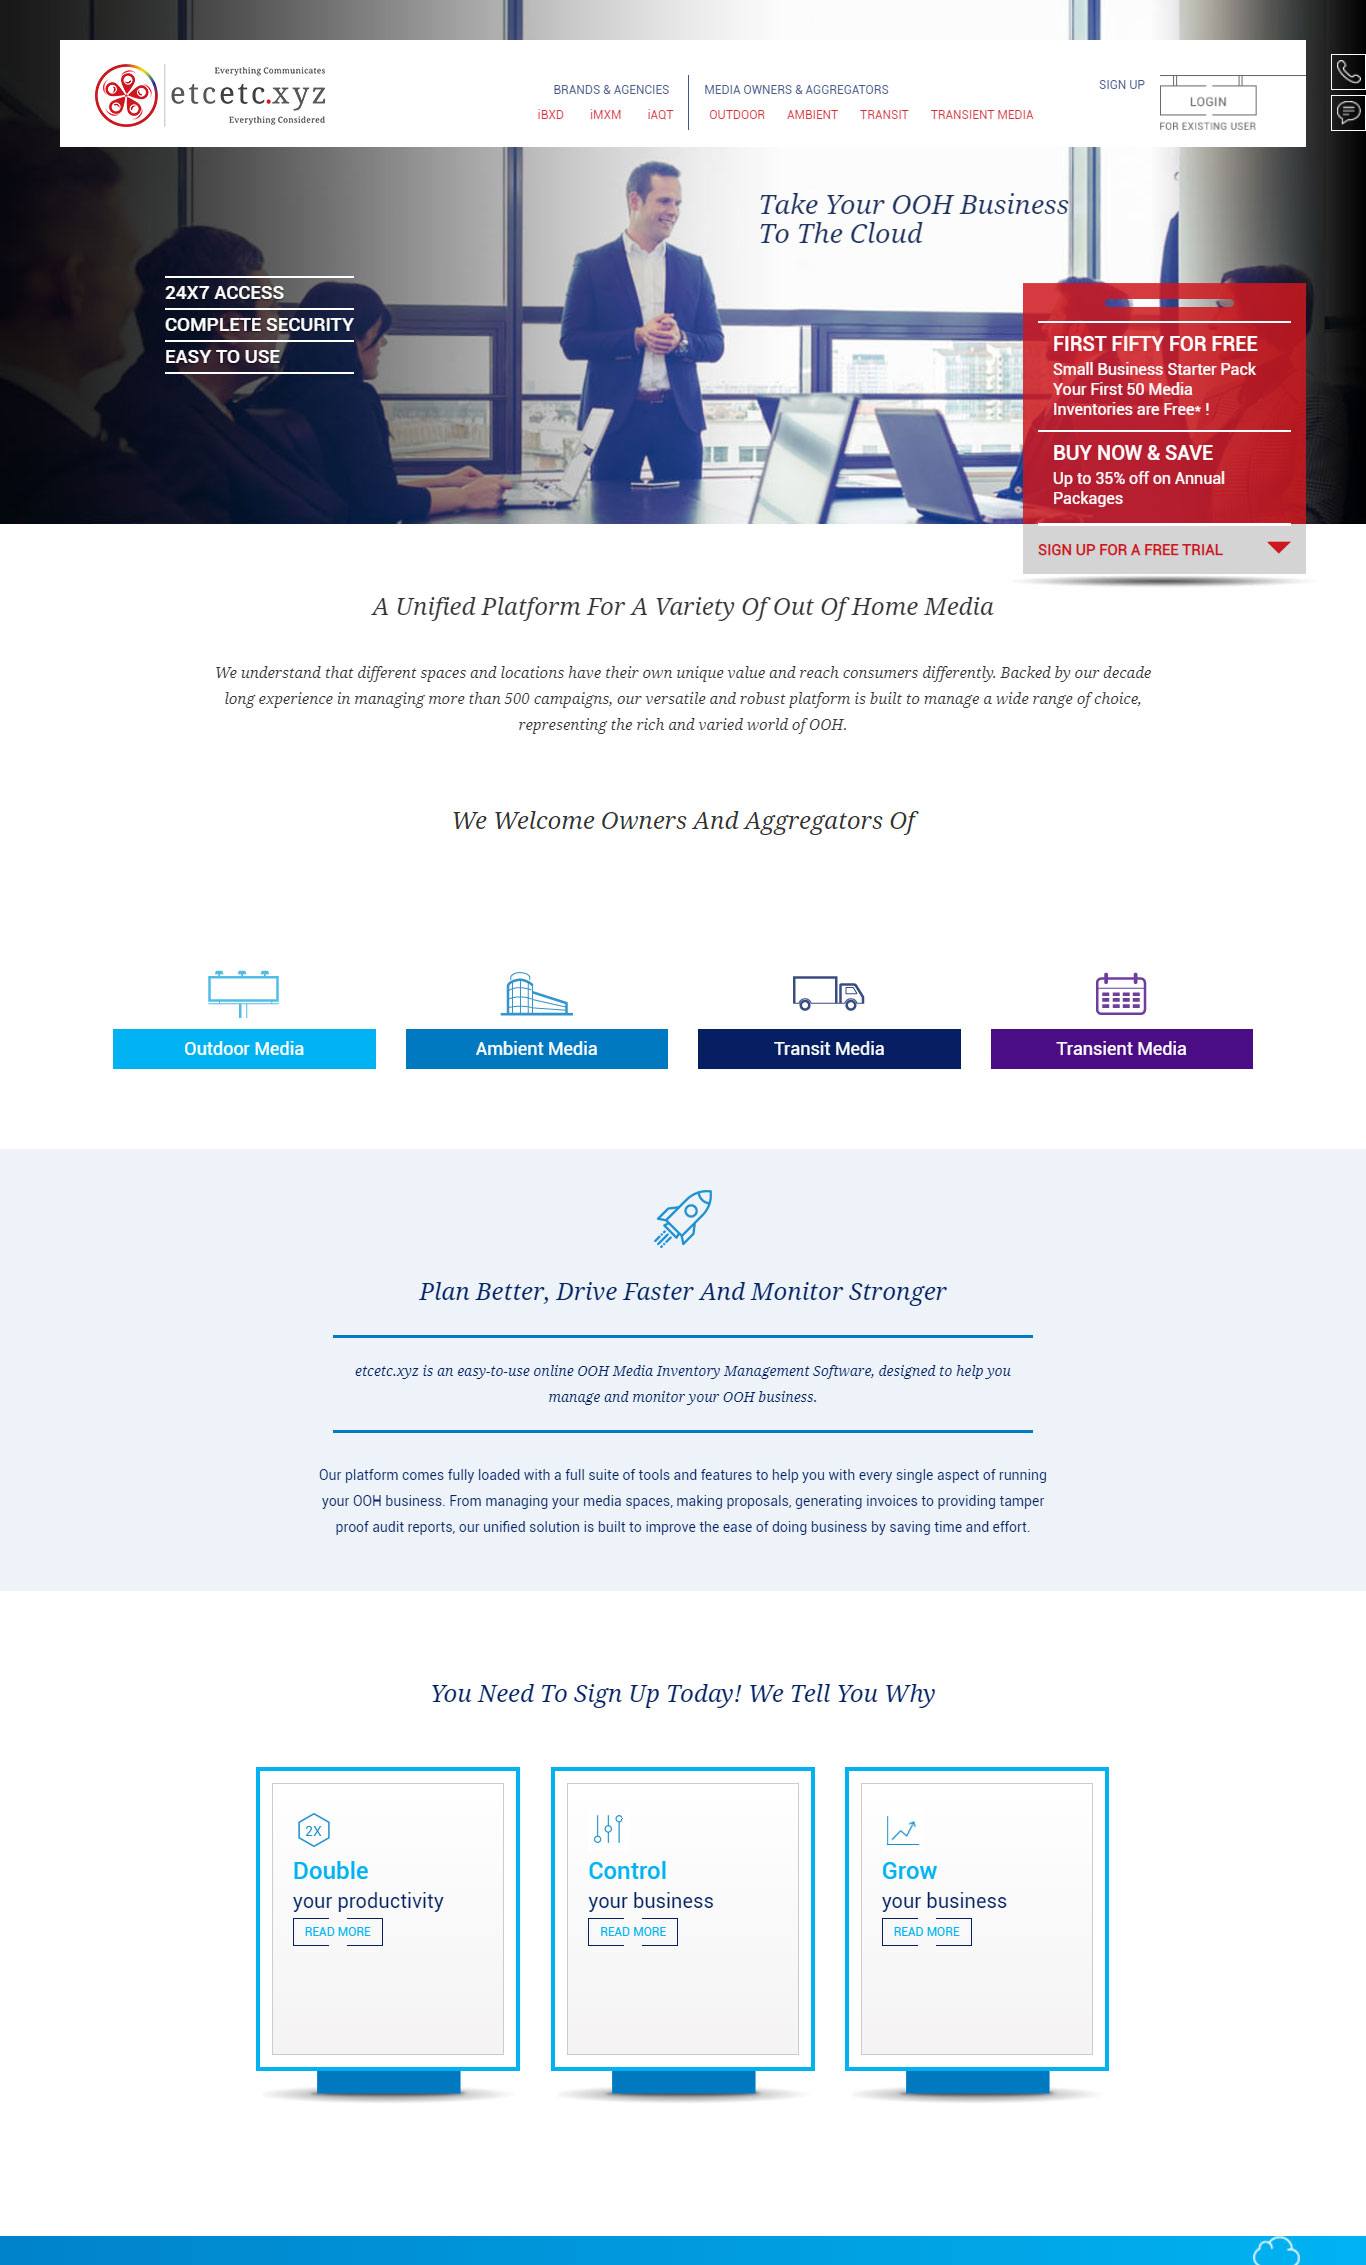 Everything Communicates
etcetc.xyz
Everything Considered
BRANDS & AGENCIES
iBXD iMXM iAQT
MEDIA OWNERS & AGGREGATORS
OUTDOOR AMBIENT TRANSIT TRANSIENT MEDIA
SIGN UP
LOGIN
FOR EXISTING USER
Take Your OOH Business
To The Cloud
24X7 ACCESS
COMPLETE SECURITY
EASY TO USE
FIRST FIFTY FOR FREE
Small Business Starter Pack
Your First 50 Media
Inventories are Free* !
BUY NOW & SAVE
Up to 35% off on Annual
Packages
SIGN UP FOR A FREE TRIAL
A Unified Platform For A Variety Of Out Of Home Media
We understand that different spaces and locations have their own unique value and reach consumers differently. Backed by our decade
long experience in managing more than 500 campaigns, our versatile and robust platform is built to manage a wide range of choice,
representing the rich and varied world of OOH.
We Welcome Owners And Aggregators Of
Outdoor Media
Ambient Media
Transit Media
Transient Media
Plan Better, Drive Faster And Monitor Stronger
etcetc.xyz is an easy-to-use online OOH Media Inventory Management Software, designed to help you
manage and monitor your OOH business.
Our platform comes fully loaded with a full suite of tools and features to help you with every single aspect of running
your OOH business. From managing your media spaces, making proposals, generating invoices to providing tamper
proof audit reports, our unified solution is built to improve the ease of doing business by saving time and effort.
You Need To Sign Up Today! We Tell You Why
2X
Double
your productivity
READ MORE
Control
your business
READ MORE
Grow
your business
READ MORE